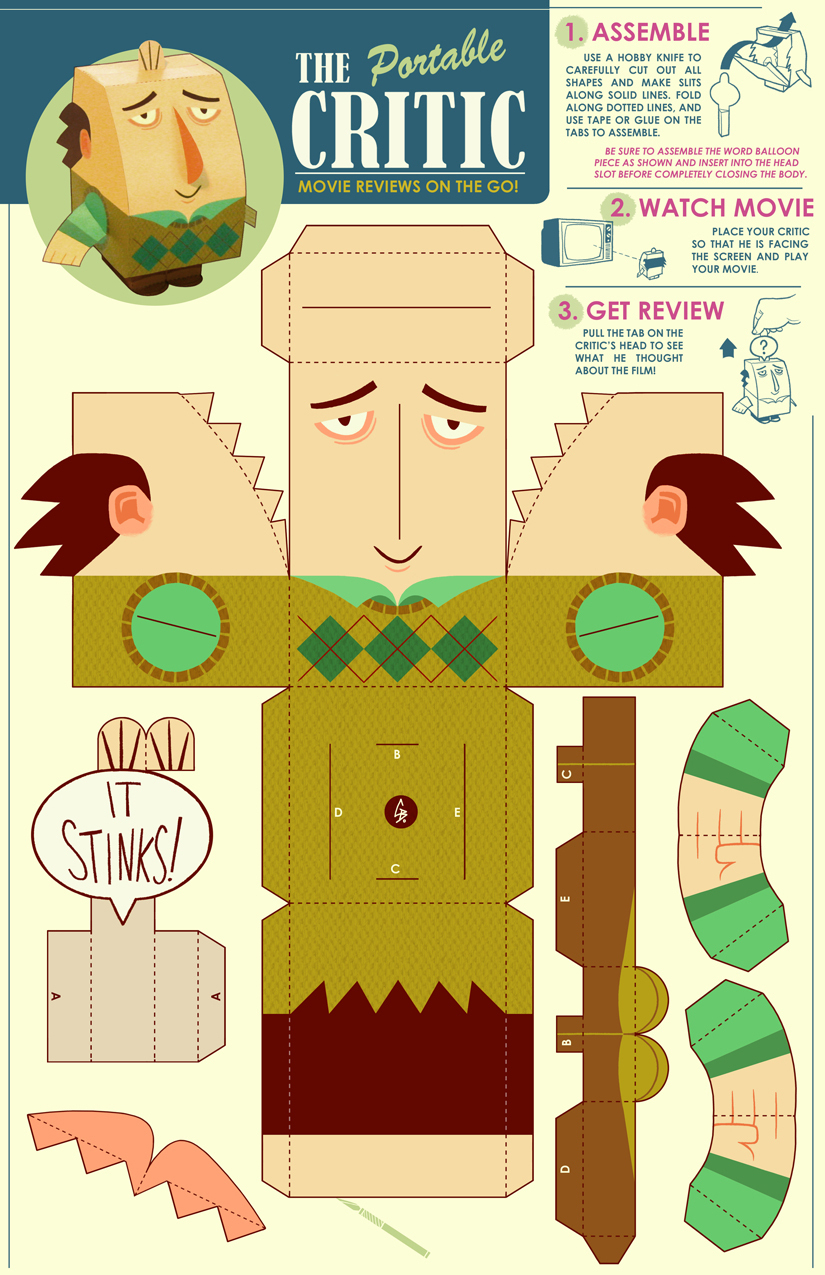 THE Portable
CRITIC
MOVIE REVIEWS ON THE GO!
1. ASSEMBLE
USE A HOBBY KNIFE TO
CAREFULLY CUT OUT ALL
SHAPES AND MAKE SLITS
ALONG SOLID LINES. FOLD
ALONG DOTTED LINES, AND
USE TAPE OR GLUE ON THE
TABS TO ASSEMBLE.
BE SURE TO ASSEMBLE THE WORD BALLOON
PIECE AS SHOWN AND INSERT INTO THE HEAD
SLOT BEFORE COMPLETELY CLOSING THE BODY.
2. WATCH MOVIE
PLACE YOUR CRITIC
SO THAT HE IS FACING
THE SCREEN AND PLAY
YOUR MOVIE.
3. GET REVIEW
PULL THE TAB ON THE
CRITIC'S HEAD TO SEE
WHAT HE THOUGHT
ABOUT THE FILM!
?
B
D
E
C
IT
STINKS!
A
A
C
E
B
D